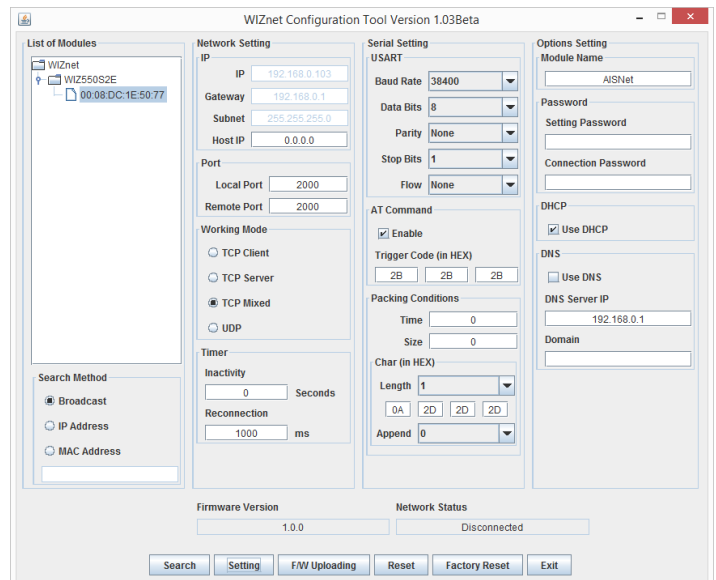 WIZnet Configuration Tool Version 1.03Beta
List of Modules
WIZnet
WIZ550S2E
00:08:DC:1E:50:77
Search Method
Broadcast
IP Address
MAC Address
Network Setting
IP
IP 192.168.0.103
Gateway 192.168.0.1
Subnet 255.255.255.0
Host IP 0.0.0.0
Port
Local Port 2000
Remote Port 2000
Working Mode
TCP Client
TCP Server
TCP Mixed
UDP
Timer
Inactivity
0 Seconds
Reconnection
1000 ms
Serial Setting
USART
Baud Rate 38400
Data Bits 8
Parity None
Stop Bits 1
Flow None
AT Command
Enable
Trigger Code (in HEX)
2B 2B 2B
Packing Conditions
Time 0
Size 0
Char (in HEX)
Length 1
0A 2D 2D 2D
Append 0
Options Setting
Module Name
AISNet
Password
Setting Password
Connection Password
DHCP
Use DHCP
DNS
Use DNS
DNS Server IP
192.168.0.1
Domain
Firmware Version
1.0.0
Network Status
Disconnected
Search Setting F/W Uploading Reset Factory Reset Exit